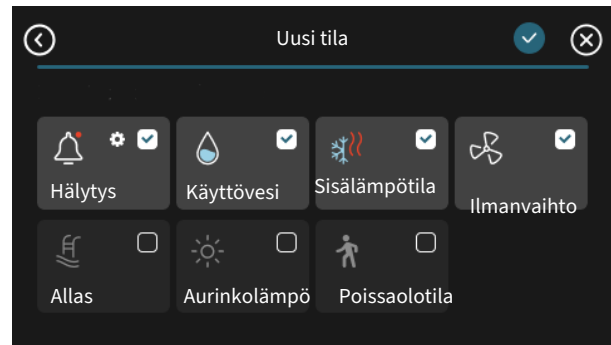 Uusi tila
Hälytys Käyttövesi Sisälämpötila Ilmanvaihto
Allas Aurinkolämpö Poissaolotila